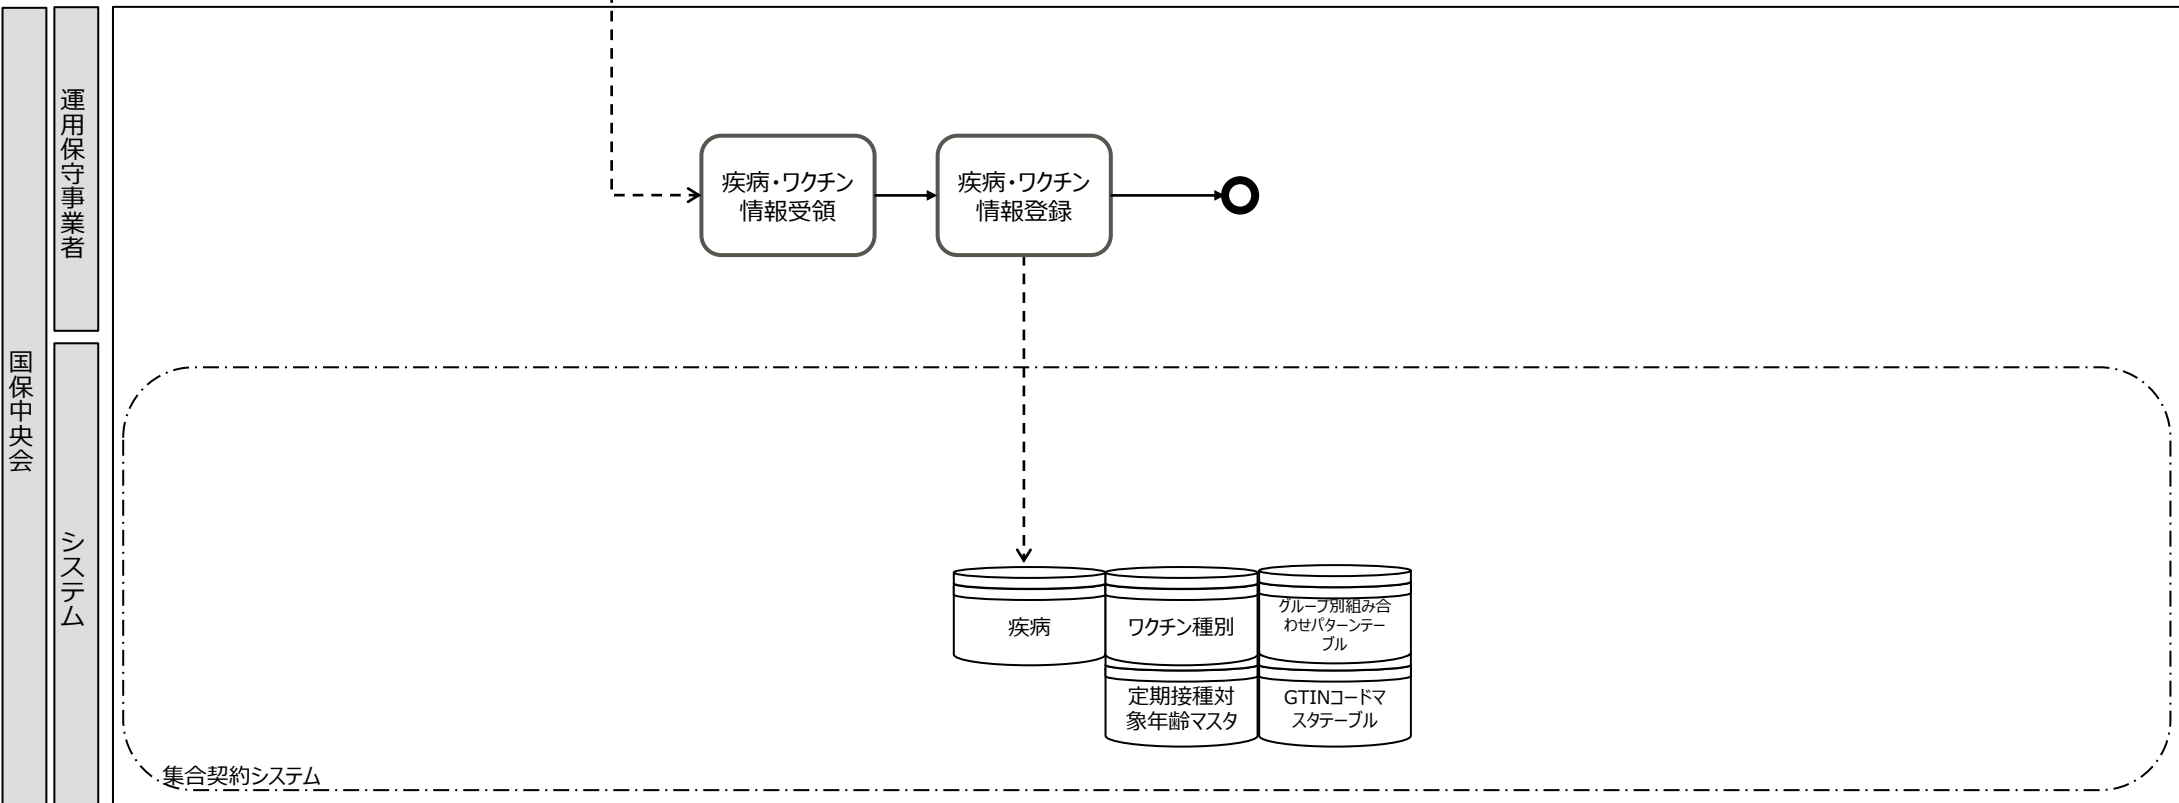 国保中央会
運用保守事業者
疾病・ワクチン
情報受領
疾病・ワクチン
情報登録
システム
疾病
ワクチン種別
グループ別組み合
わせパターンテー
ブル
定期接種対
象年齢マスタ
GTINコードマ
スタテーブル
集合契約システム